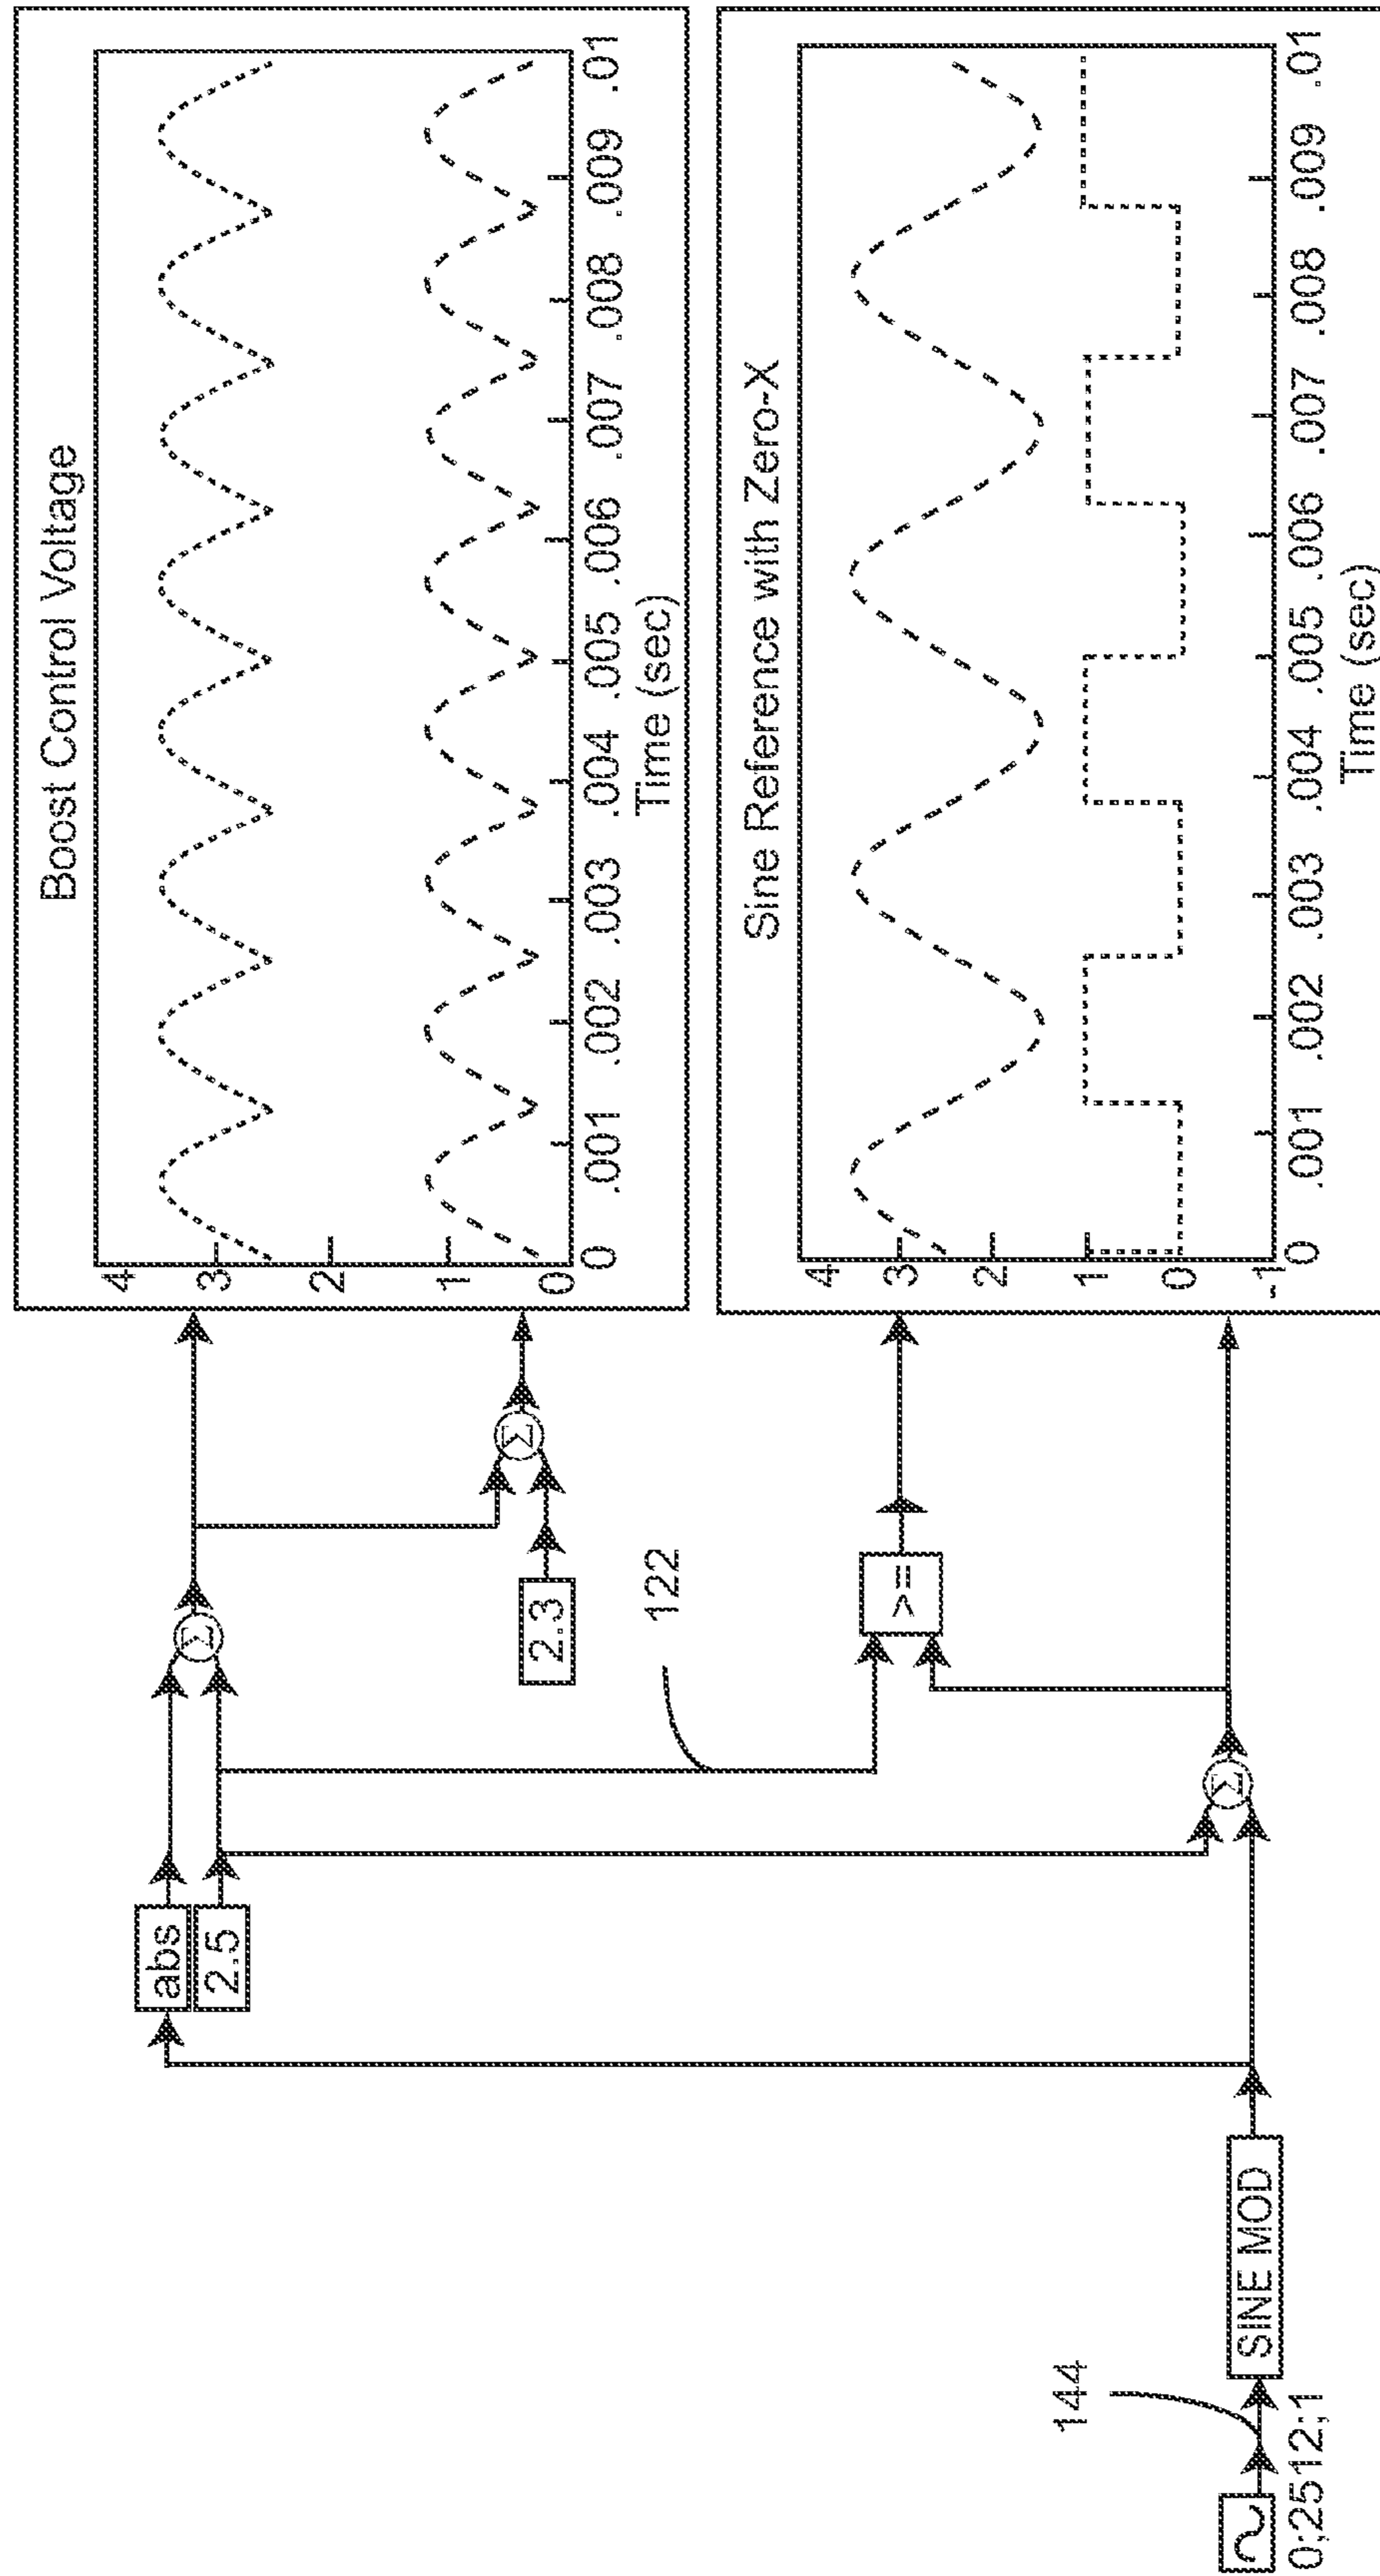 Boost Control Voltage
4
3
2
1
0
0 .001 .002 .003 .004 .005 .006 .007 .008 .009 .01
Time (sec)
abs
2.5
Σ
Σ
2.3
122
Sine Reference with Zero-X
4
3
2
1
0
-1
0 .001 .002 .003 .004 .005 .006 .007 .008 .009 .01
Time (sec)
>=
Σ
144
SINE MOD
0;2512;1